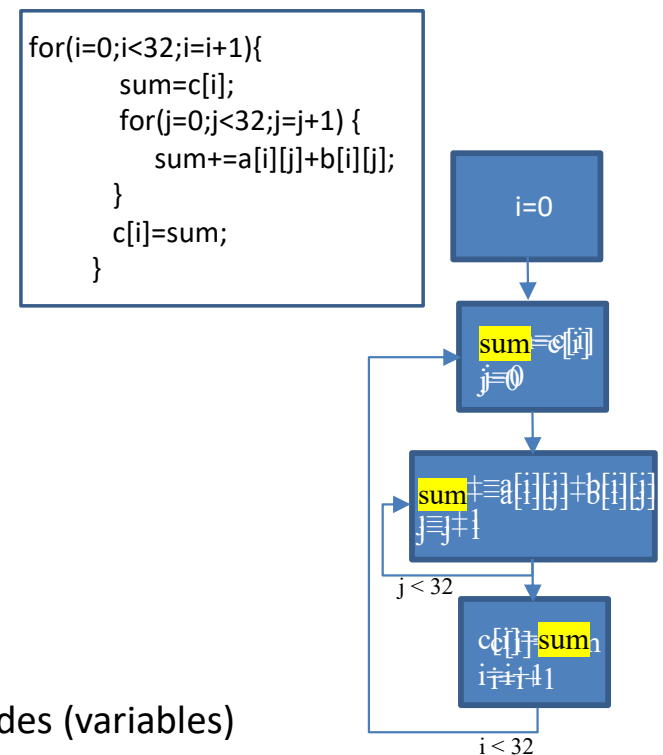 for(i=0;i<32;i=i+1){
sum=c[i];
for(j=0;j<32;j=j+1) {
sum+=a[i][j]+b[i][j];
}
c[i]=sum;
}
i=0
sum=c[i]
j=0
sum+=a[i][j]+b[i][j]
j=j+1
j < 32
c[i]=sum
i=i+1
i < 32
des (variables)